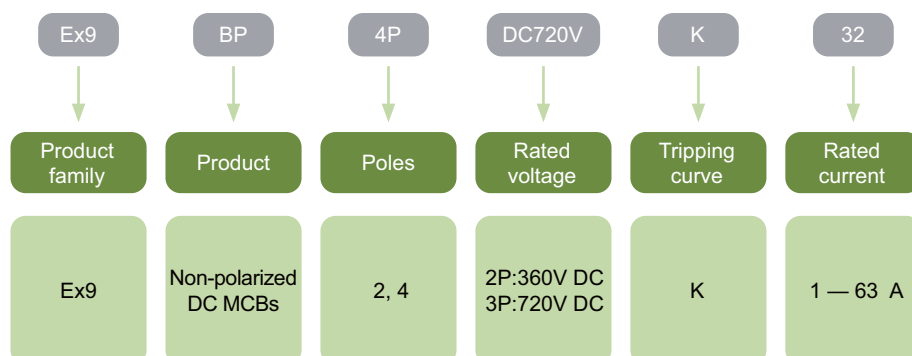 Ex9 BP 4P DC720V K 32
Product family
Product
Poles
Rated voltage
Tripping curve
Rated current
Ex9
Non-polarized
DC MCBs
2, 4
2P:360V DC
3P:720V DC
K
1 — 63 A